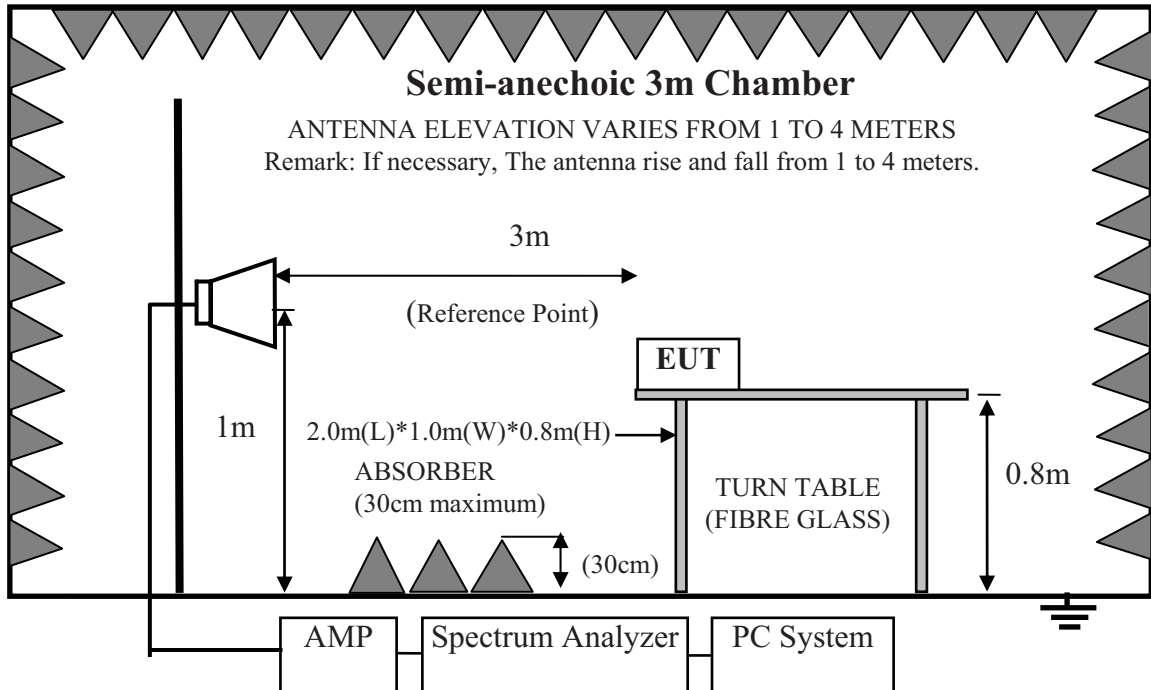 Semi-anechoic 3m Chamber
ANTENNA ELEVATION VARIES FROM 1 TO 4 METERS
Remark: If necessary, The antenna rise and fall from 1 to 4 meters.
3m
(Reference Point)
EUT
1m
2.0m(L)*1.0m(W)*0.8m(H)
ABSORBER
(30cm maximum)
TURN TABLE
(FIBRE GLASS)
0.8m
(30cm)
AMP
Spectrum Analyzer
PC System